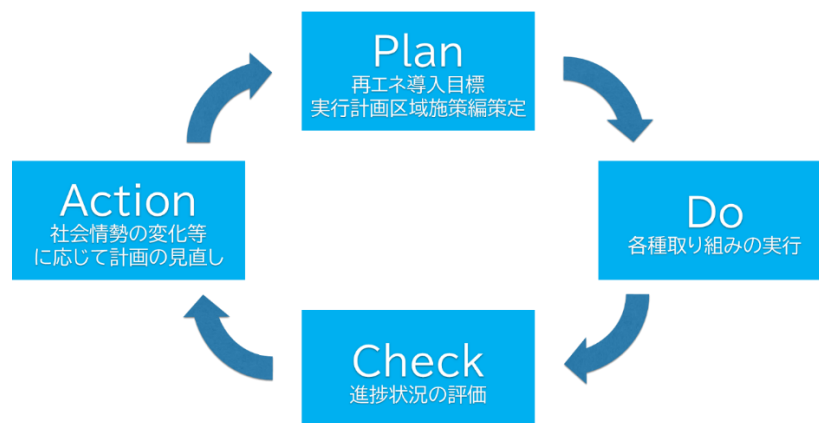 Plan
再エネ導入目標
実行計画区域施策編策定
Do
各種取り組みの実行
Check
進捗状況の評価
Action
社会情勢の変化等
に応じて計画の見直し